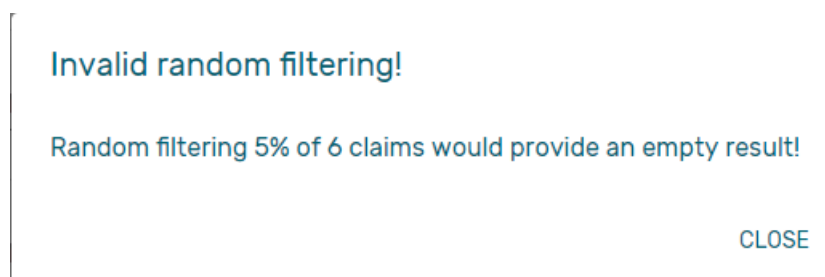 Invalid random filtering!
Random filtering 5% of 6 claims would provide an empty result!
CLOSE